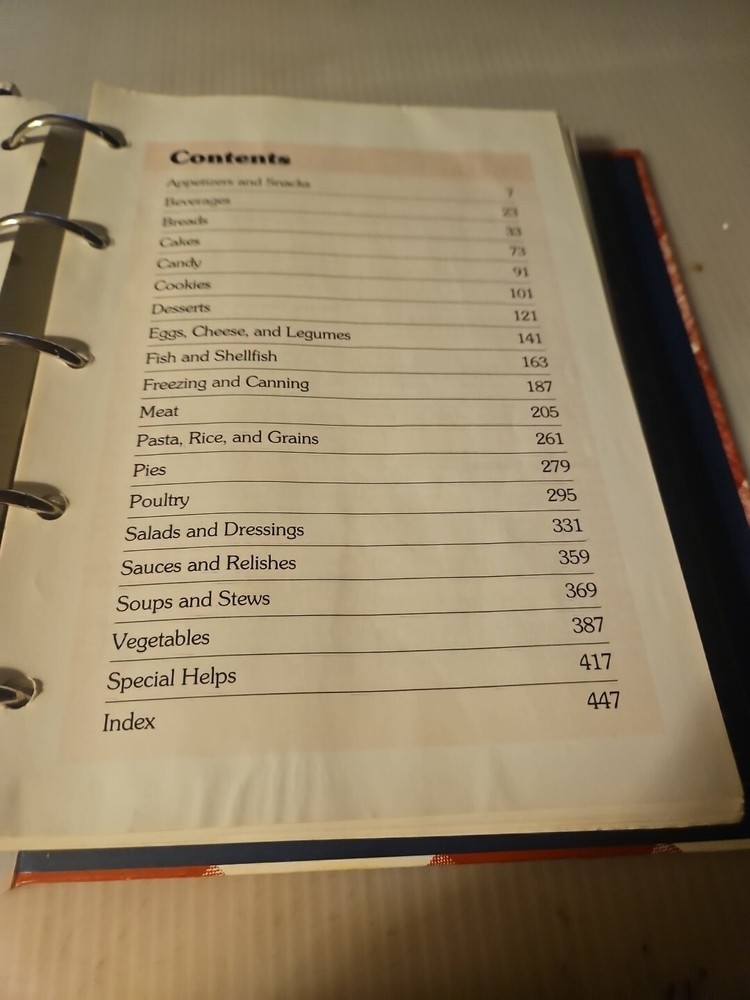 Contents
Appetizers and Snacks 7
Beverages 23
Breads 33
Cakes 73
Candy 91
Cookies 101
Desserts 121
Eggs, Cheese, and Legumes 141
Fish and Shellfish 163
Freezing and Canning 187
Meat 205
Pasta, Rice, and Grains 261
Pies 279
Poultry 295
Salads and Dressings 331
Sauces and Relishes 359
Soups and Stews 369
Vegetables 387
Special Helps 417
Index 447